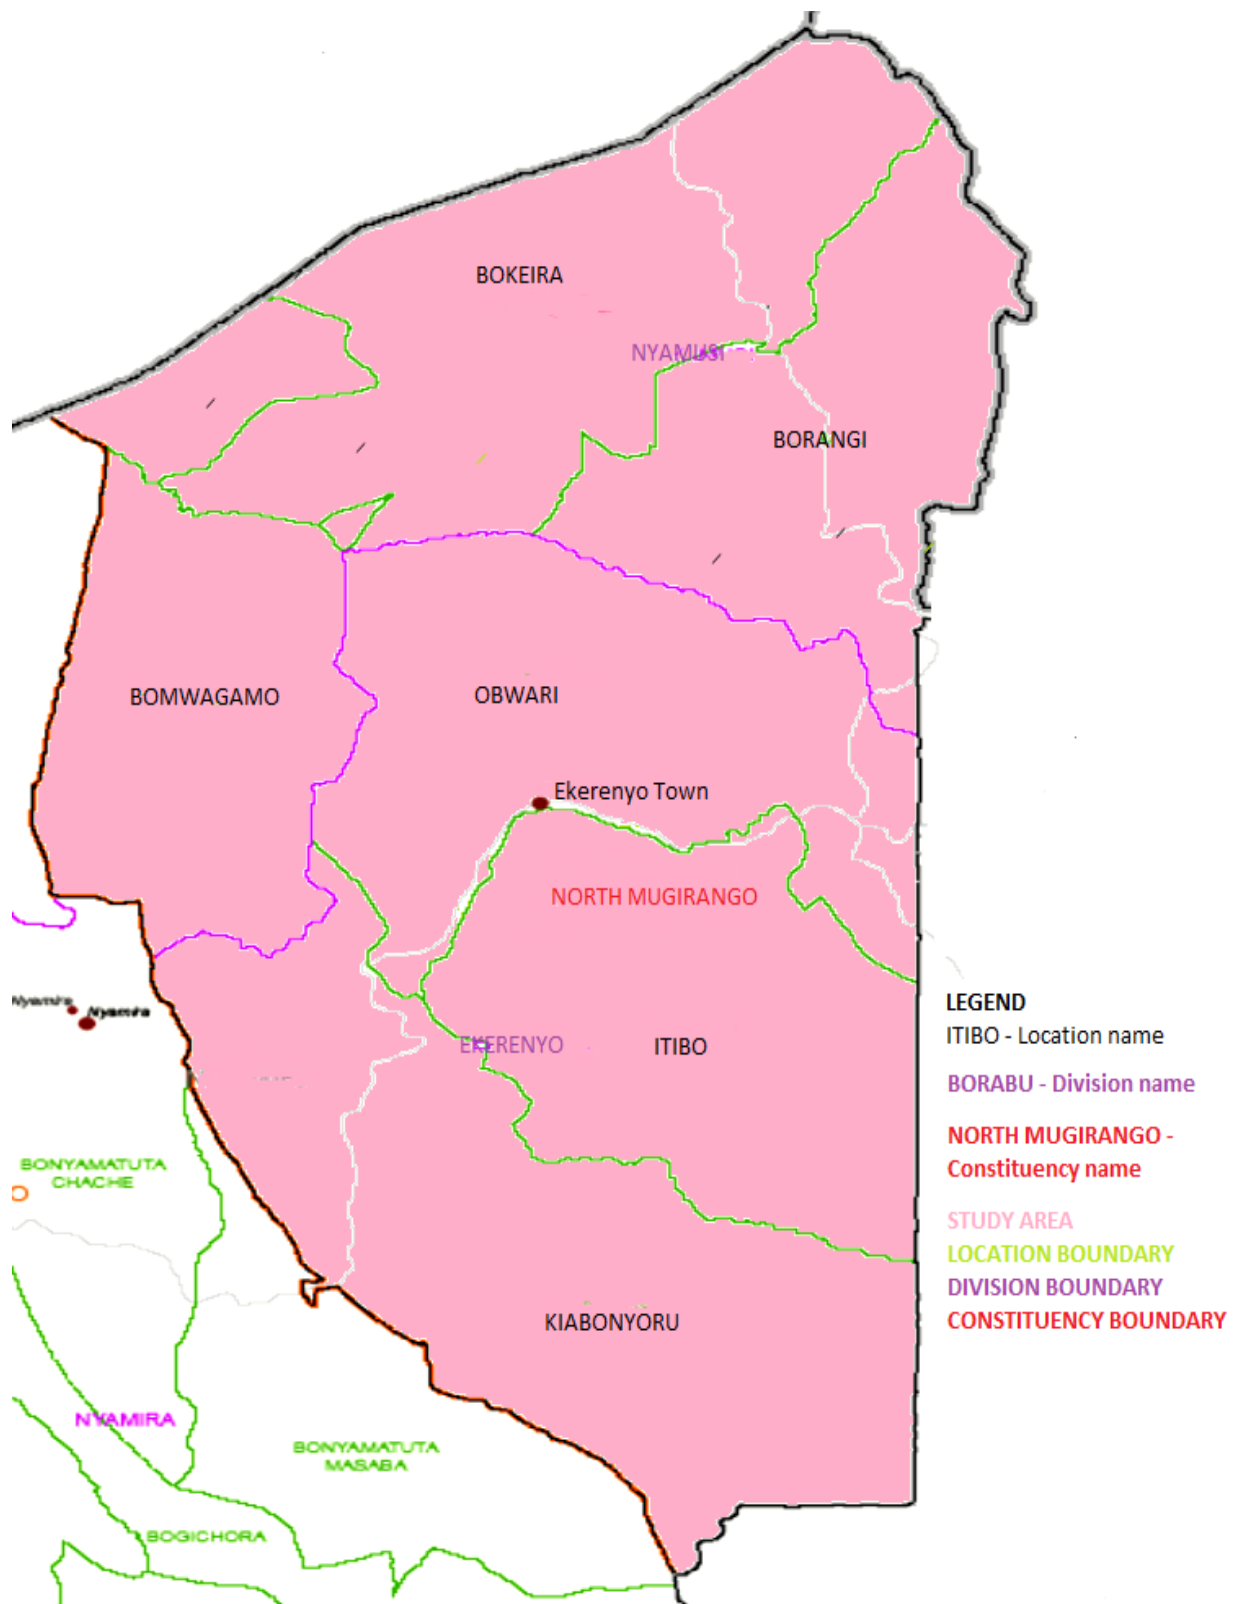 BOKEIRA
NYAMUSI
BORANGI
BOMWAGAMO
OBWARI
Ekerenyo Town
NORTH MUGIRANGO
Nyamira
Nyamira
EKERENYO
ITIBO
LEGEND
ITIBO - Location name
BORABU - Division name
NORTH MUGIRANGO -
Constituency name
STUDY AREA
LOCATION BOUNDARY
DIVISION BOUNDARY
CONSTITUENCY BOUNDARY
BONYAMATUTA
CHACHE
O
KIABONYORU
NYAMIRA
BONYAMATUTA
MASABA
BOGICHORA